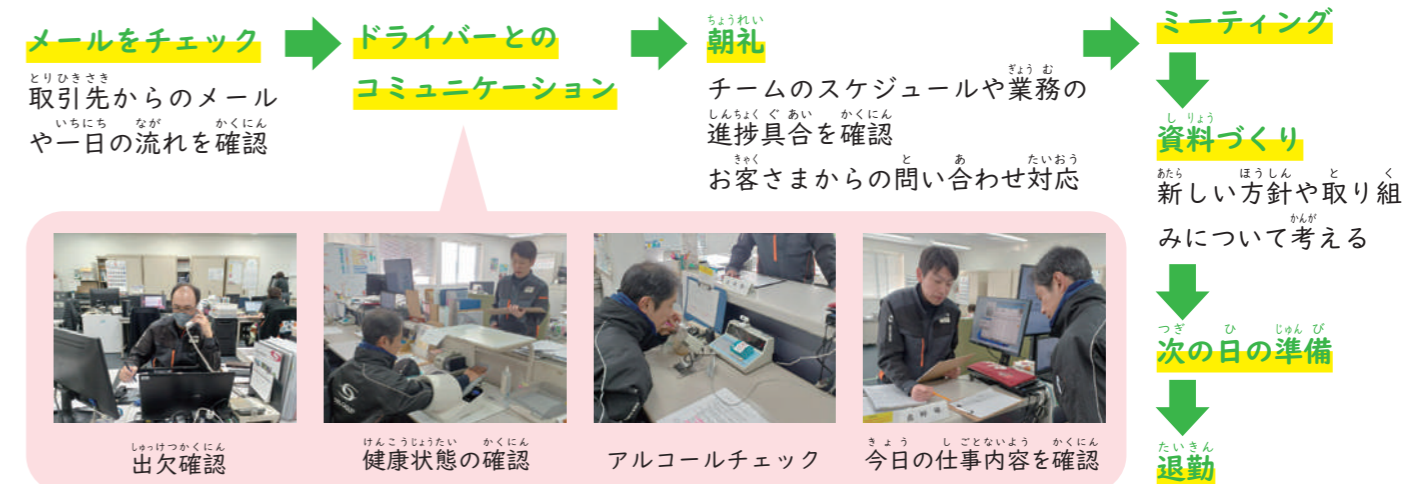 メールをチェック
取引先からのメール
や一日の流れを確認
ドライバーとの
コミュニケーション
出欠確認
健康状態の確認
アルコールチェック
今日の仕事内容を確認
朝礼
チームのスケジュールや業務の
進捗具合を確認
お客さまからの問い合わせ対応
ミーティング
資料づくり
新しい方針や取り組
みについて考える
次の日の準備
退勤